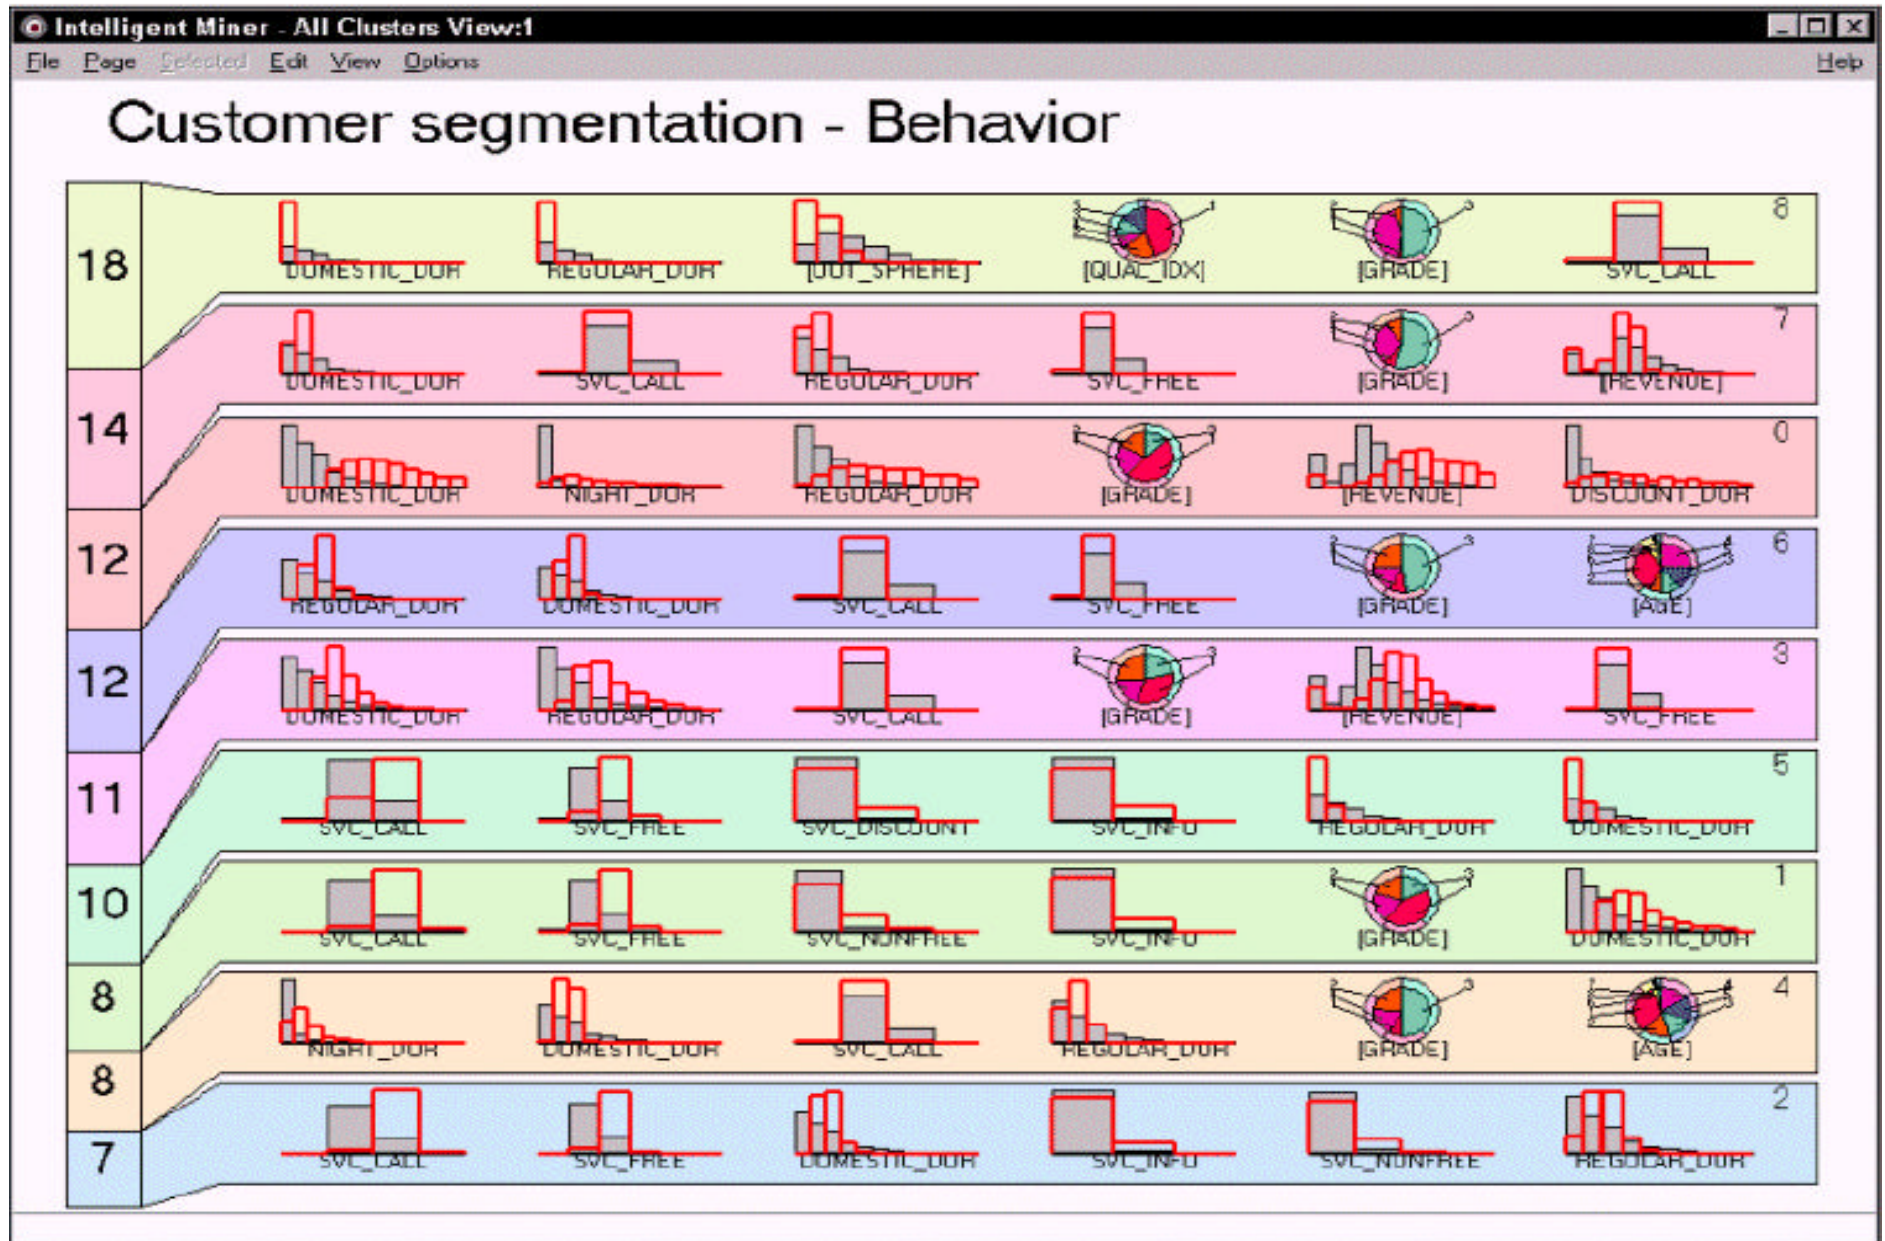 Intelligent Miner - All Clusters View:1
File Page Selected Edit View Options Help
Customer segmentation - Behavior
18
DOMESTIC_DUR REGULAR_DUR [OUT_SPHERE] [QUAL_IDX] [GRADE] SVC_CALL 8
DOMESTIC_DUR SVC_CALL REGULAR_DUR SVC_FREE [GRADE] [REVENUE] 7
14
DOMESTIC_DUR NIGHT_DUR REGULAR_DUR [GRADE] [REVENUE] DISCOUNT_DUR 0
12
REGULAR_DUR DOMESTIC_DUR SVC_CALL SVC_FREE [GRADE] [AGE] 6
12
DOMESTIC_DUR REGULAR_DUR SVC_CALL [GRADE] [REVENUE] SVC_FREE 3
11
SVC_CALL SVC_FREE SVC_DISCOUNT SVC_INFO REGULAR_DUR DOMESTIC_DUR 5
10
SVC_CALL SVC_FREE SVC_NONFREE SVC_INFO [GRADE] DOMESTIC_DUR 1
8
NIGHT_DUR DOMESTIC_DUR SVC_CALL REGULAR_DUR [GRADE] [AGE] 4
8
SVC_CALL SVC_FREE DOMESTIC_DUR SVC_INFO SVC_NONFREE REGULAR_DUR 2
7